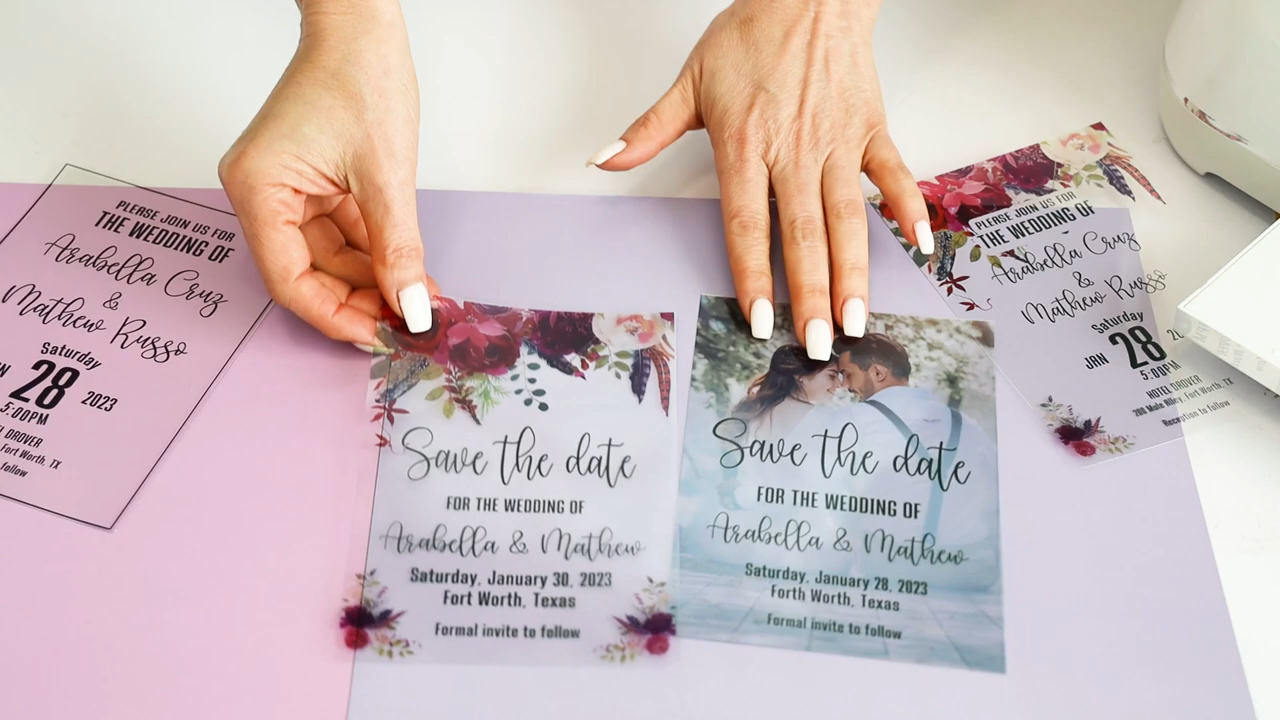 PLEASE JOIN US FOR
THE WEDDING OF
Arabella Cruz
&
Mathew Russo
Saturday
28 2023
5:00PM
Fort Worth, TX
follow
Save the date
FOR THE WEDDING OF
Arabella & Mathew
Saturday, January 30, 2023
Fort Worth, Texas
Formal invite to follow
Save the date
FOR THE WEDDING OF
Arabella & Mathew
Saturday, January 28, 2023
Forth Worth, Texas
Formal invite to follow
PLEASE JOIN US FOR
THE WEDDING OF
Arabella Cruz
&
Mathew Russo
Saturday
JAN 28
5:00PM
HOTEL DROVER
Fort Worth, TX
Reception to follow